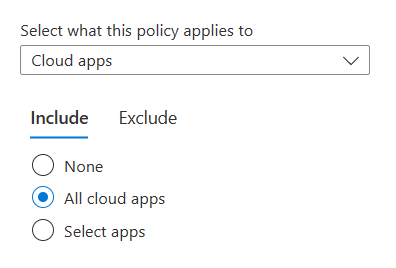 Select what this policy applies to
Cloud apps
Include Exclude
None
All cloud apps
Select apps